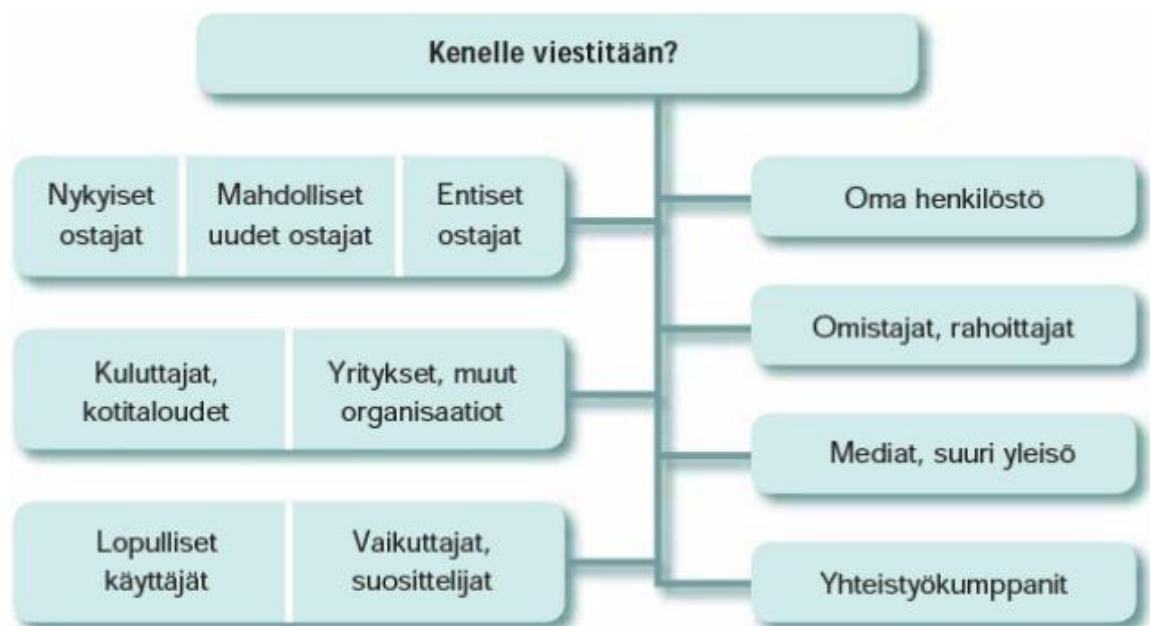 Kenelle viestitään?
Nykyiset
ostajat
Mahdolliset
uudet ostajat
Entiset
ostajat
Kuluttajat,
kotitaloudet
Yritykset, muut
organisaatiot
Lopulliset
käyttäjät
Vaikuttajat,
suosittelijat
Oma henkilöstö
Omistajat, rahoittajat
Mediat, suuri yleisö
Yhteistyökumppanit